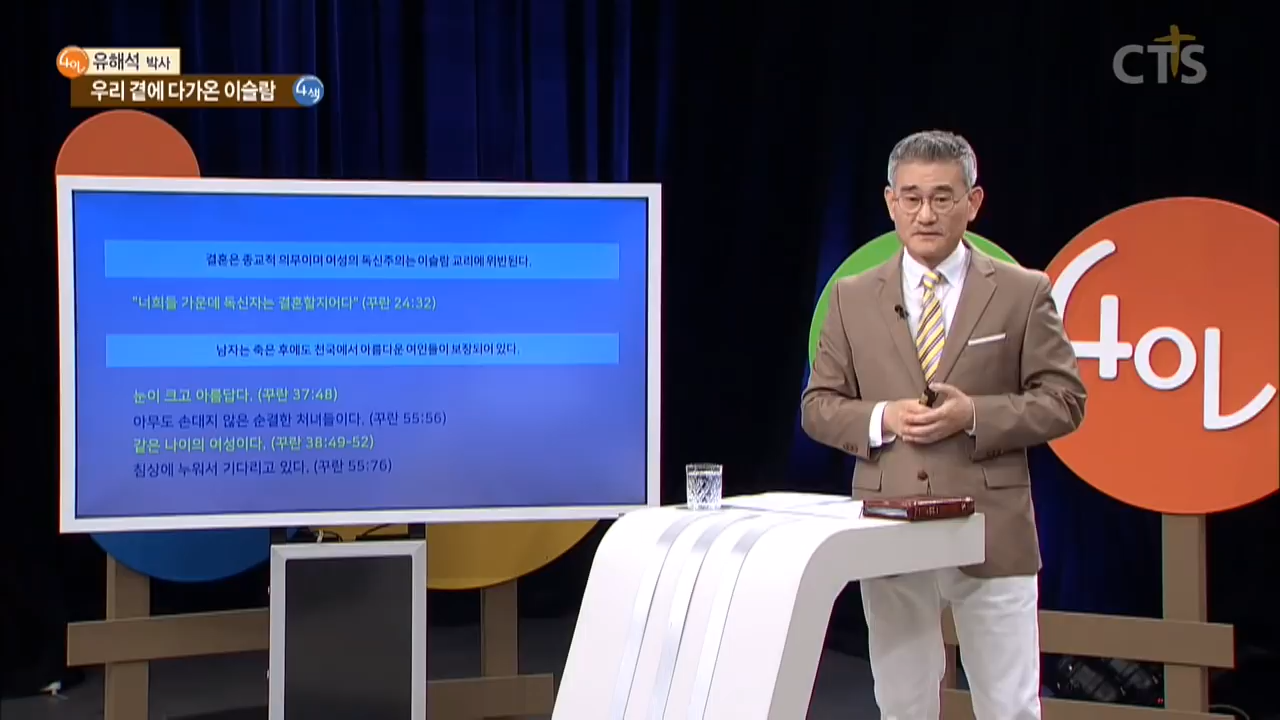 4인 유해석 박사
우리 곁에 다가온 이슬람 4색
CTS
결혼은 종교적 의무이며 여성의 독신주의는 이슬람 교리에 위반된다.
"너희들 가운데 독신자는 결혼할지어다" (꾸란 24:32)
남자는 죽은 후에도 천국에서 아름다운 여인들이 보장되어 있다.
눈이 크고 아름답다. (꾸란 37:48)
아무도 손대지 않은 순결한 처녀들이다. (꾸란 55:56)
같은 나이의 여성이다. (꾸란 38:49-52)
침상에 누워서 기다리고 있다. (꾸란 55:76)
4인